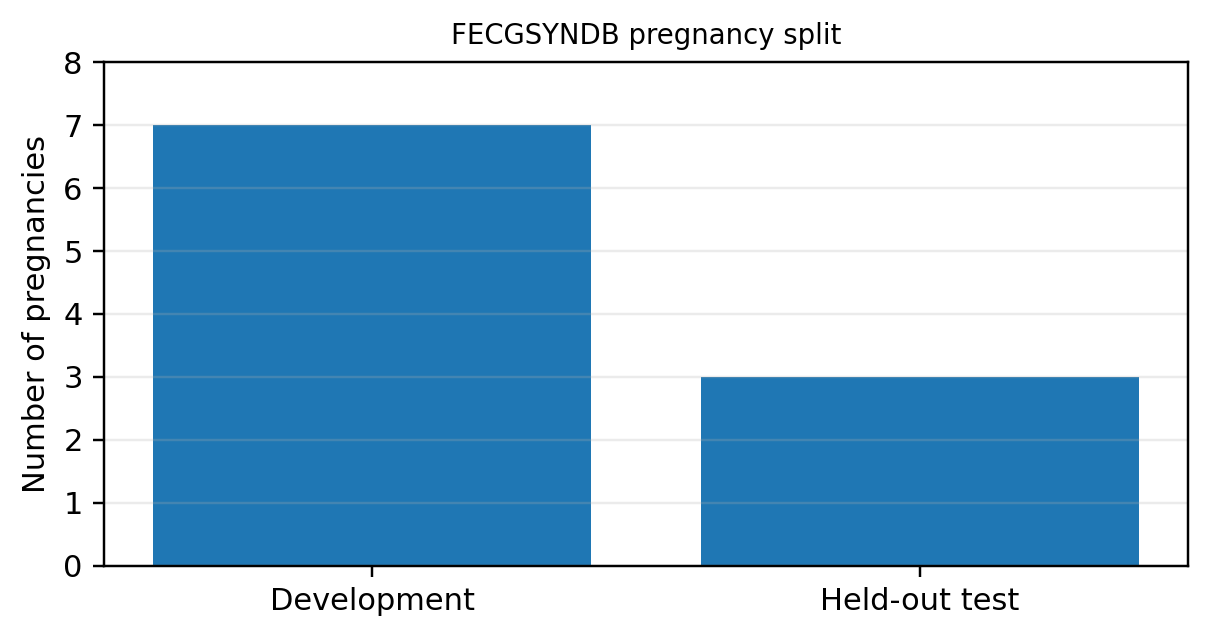 FECGSYNDB pregnancy split
Number of pregnancies
8
7
6
5
4
3
2
1
0
Development
Held-out test